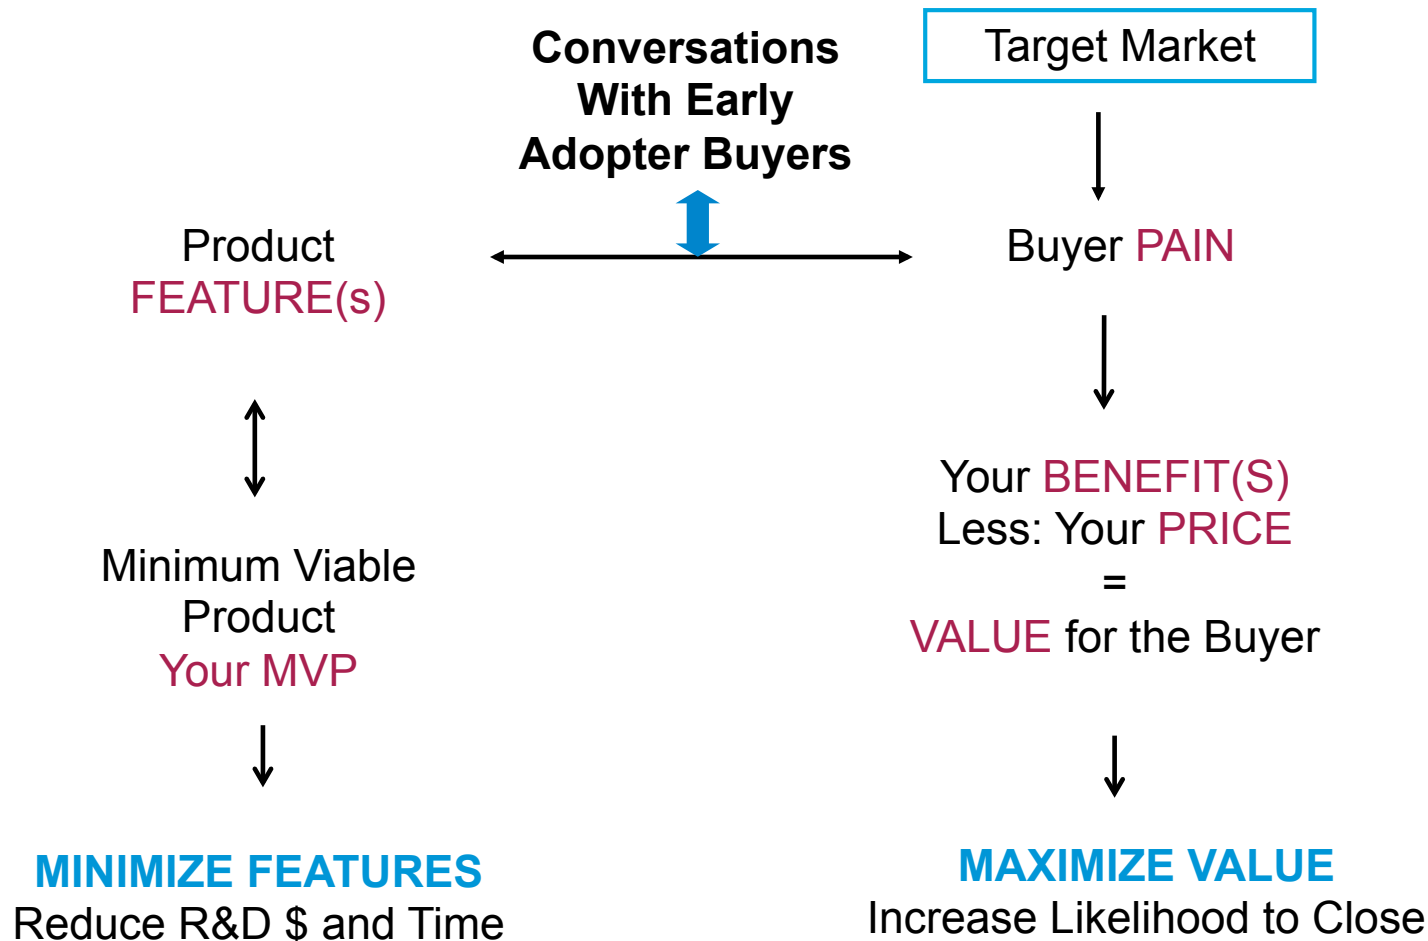 Conversations
With Early
Adopter Buyers
Target Market
Product
FEATURE(s)
Buyer PAIN
Minimum Viable
Product
Your MVP
Your BENEFIT(S)
Less: Your PRICE
=
VALUE for the Buyer
MINIMIZE FEATURES
Reduce R&D $ and Time
MAXIMIZE VALUE
Increase Likelihood to Close